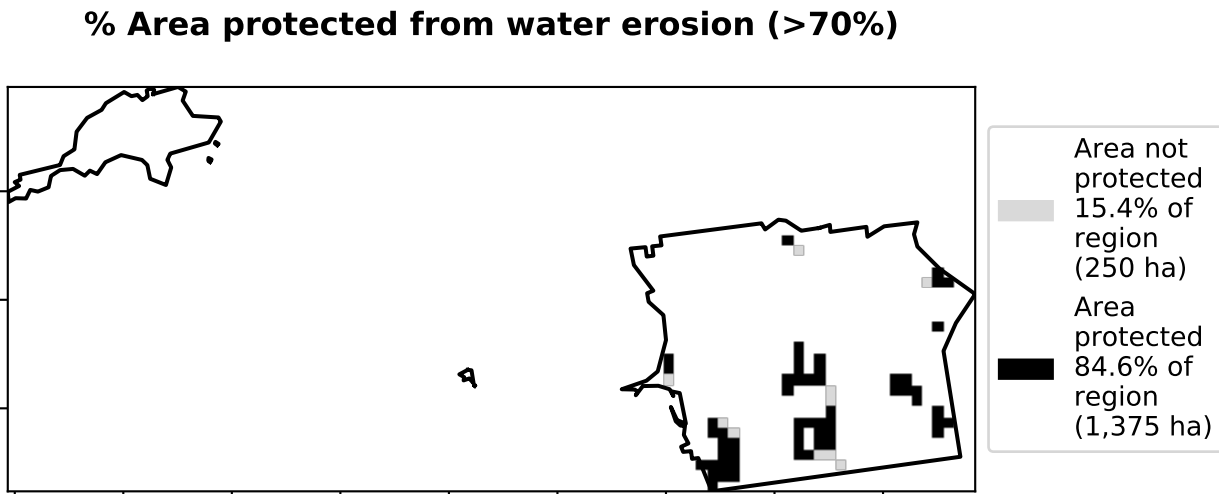 % Area protected from water erosion (>70%)
Area not
protected
15.4% of
region
(250 ha)
Area
protected
84.6% of
region
(1,375 ha)